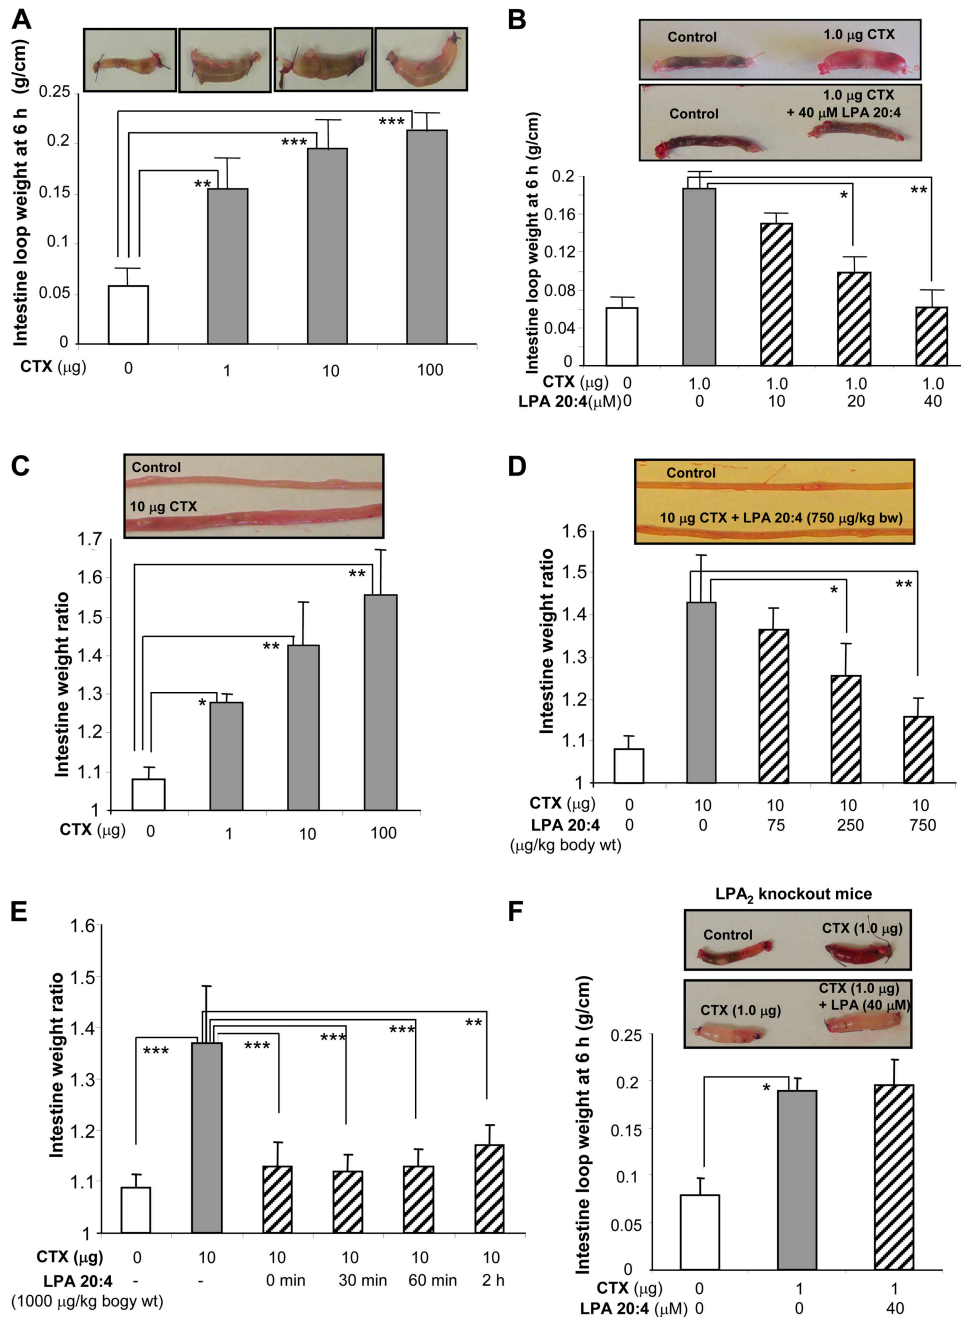 A
Intestine loop weight at 6 h (g/cm)
0.25
0.2
0.15
0.1
0.05
0
***
***
**
CTX (μg) 0 1 10 100
B
Control 1.0 μg CTX
Control 1.0 μg CTX
+ 40 μM LPA 20:4
Intestine loop weight at 6 h (g/cm)
0.2
0.16
0.12
0.08
0.04
0
* **
CTX (μg) 0 1.0 1.0 1.0 1.0
LPA 20:4(μM) 0 0 10 20 40
C
Control
10 μg CTX
Intestine weight ratio
1.7
1.6
1.5
1.4
1.3
1.2
1.1
1
**
**
*
CTX (μg) 0 1 10 100
D
Control
10 μg CTX + LPA 20:4 (750 μg/kg bw)
Intestine weight ratio
1.6
1.5
1.4
1.3
1.2
1.1
1
* **
CTX (μg) 0 10 10 10 10
LPA 20:4 0 0 75 250 750
(μg/kg body wt)
E
Intestine weight ratio
1.6
1.5
1.4
1.3
1.2
1.1
1
*** *** *** *** **
CTX (μg) 0 10 10 10 10 10
LPA 20:4 - - 0 min 30 min 60 min 2 h
(1000 μg/kg bogy wt)
F
LPA2 knockout mice
Control CTX (1.0 μg)
CTX (1.0 μg) CTX (1.0 μg)
+ LPA (40 μM)
Intestine loop weight at 6 h (g/cm)
0.25
0.2
0.15
0.1
0.05
0
*
CTX (μg) 0 1 1
LPA 20:4 (μM) 0 0 40